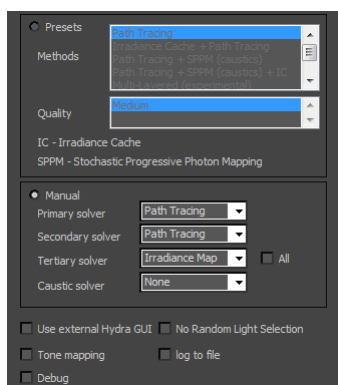 Presets
Methods
Path Tracing
Irradiance Cache + Path Tracing
Path Tracing + SPPM (caustics)
Path Tracing + SPPM (caustics) + IC
Multi-Layered (experimental)
Quality
Medium
IC - Irradiance Cache
SPPM - Stochastic Progressive Photon Mapping
Manual
Primary solver Path Tracing
Secondary solver Path Tracing
Tertiary solver Irradiance Map All
Caustic solver None
Use external Hydra GUI No Random Light Selection
Tone mapping log to file
Debug